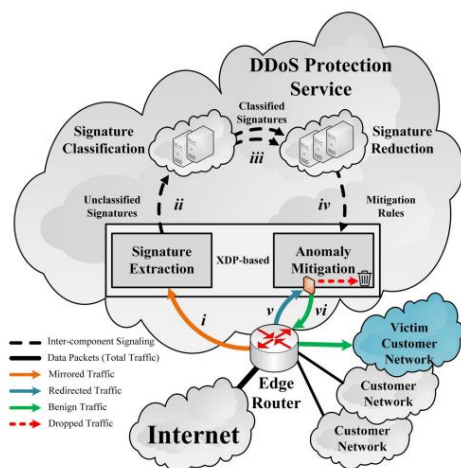 DDoS Protection
Service
Classified
Signatures
Signature
Classification
iii
Signature
Reduction
Unclassified
Signatures
ii
iv
Mitigation
Rules
Signature
Extraction
XDP-based
Anomaly
Mitigation
i
v
vi
Victim
Customer
Network
Edge
Router
Customer
Network
Customer
Network
Internet
Inter-component Signaling
Data Packets (Total Traffic)
Mirrored Traffic
Redirected Traffic
Benign Traffic
Dropped Traffic